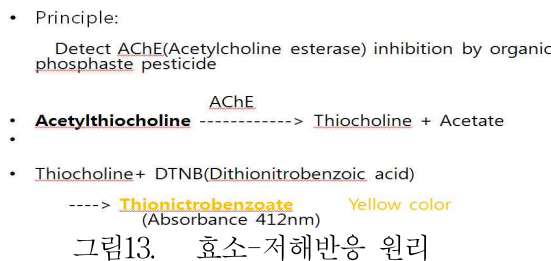 • Principle:
Detect AChE(Acetylcholine esterase) inhibition by organic
phosphaste pesticide
AChE
• Acetylthiocholine ------------> Thiocholine + Acetate
•
• Thiocholine+ DTNB(Dithionitrobenzoic acid)
----> Thionictrobenzoate Yellow color
(Absorbance 412nm)
그림13. 효소-저해반응 원리